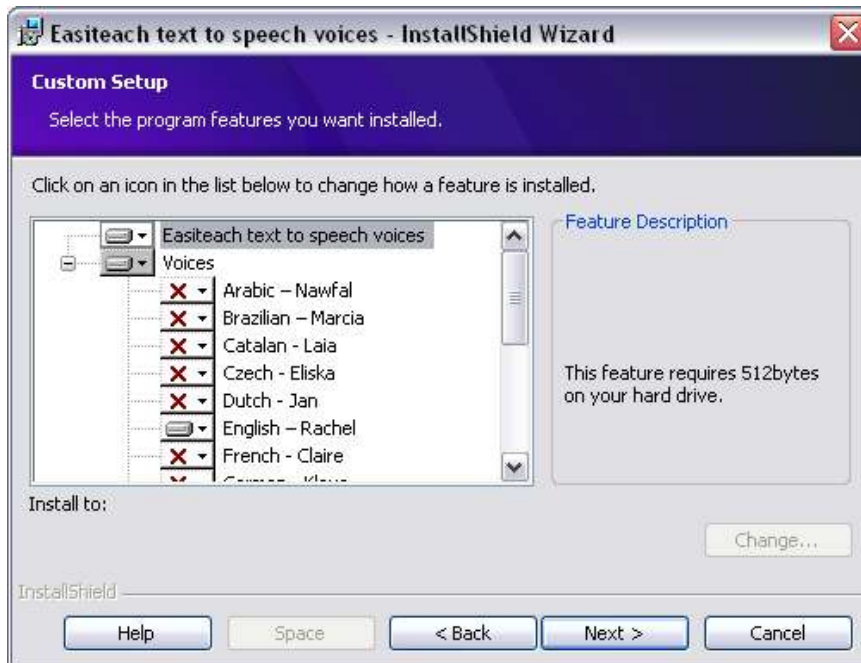 Easiteach text to speech voices - InstallShield Wizard
Custom Setup
Select the program features you want installed.
Click on an icon in the list below to change how a feature is installed.
Easiteach text to speech voices
Voices
Arabic – Nawfal
Brazilian – Marcia
Catalan - Laia
Czech - Eliska
Dutch - Jan
English – Rachel
French - Claire
Feature Description
This feature requires 512bytes
on your hard drive.
Install to:
Change...
InstallShield
Help
Space
< Back
Next >
Cancel